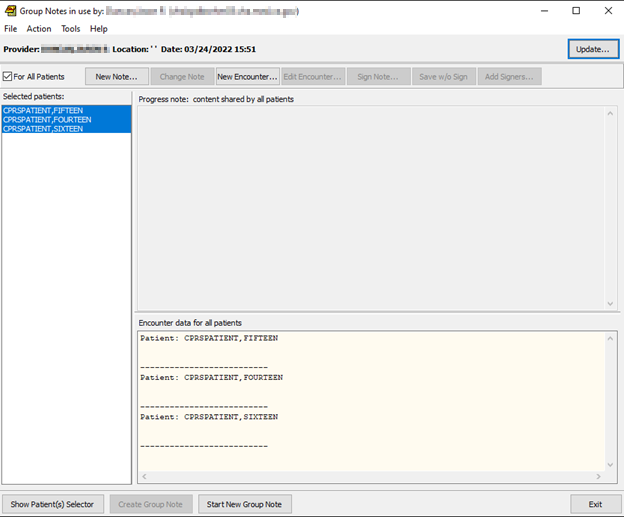 Group Notes in use by:
File Action Tools Help
Provider: Location: ' ' Date: 03/24/2022 15:51
Update...
For All Patients New Note... Change Note New Encounter... Edit Encounter... Sign Note... Save w/o Sign Add Signers...
Selected patients:
CPRSPATIENT,FIFTEEN
CPRSPATIENT,FOURTEEN
CPRSPATIENT,SIXTEEN
Progress note: content shared by all patients
Encounter data for all patients
Patient: CPRSPATIENT,FIFTEEN
--------------------------
Patient: CPRSPATIENT,FOURTEEN
--------------------------
Patient: CPRSPATIENT,SIXTEEN
--------------------------
Show Patient(s) Selector Create Group Note Start New Group Note Exit